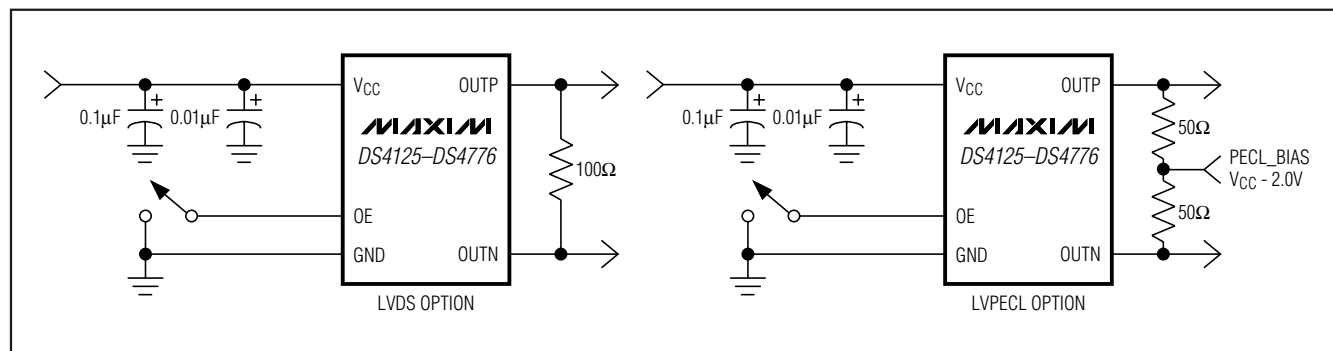 VCC
OUTP
0.1µF
+
0.01µF
+
MAXIM
DS4125–DS4776
100Ω
OE
GND
OUTN
LVDS OPTION
VCC
OUTP
0.1µF
+
0.01µF
+
MAXIM
DS4125–DS4776
50Ω
PECL_BIAS
VCC - 2.0V
50Ω
OE
GND
OUTN
LVPECL OPTION